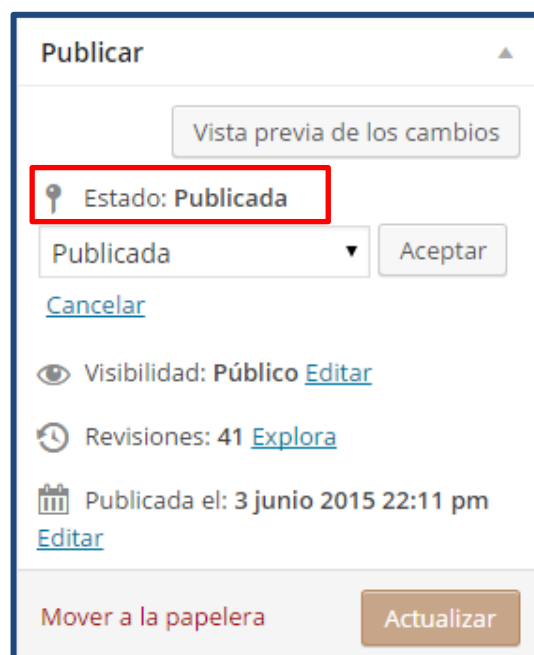 Publicar
Vista previa de los cambios
Estado: Publicada
Publicada Aceptar
Cancelar
Visibilidad: Público Editar
Revisiones: 41 Explora
Publicada el: 3 junio 2015 22:11 pm
Editar
Mover a la papelera Actualizar